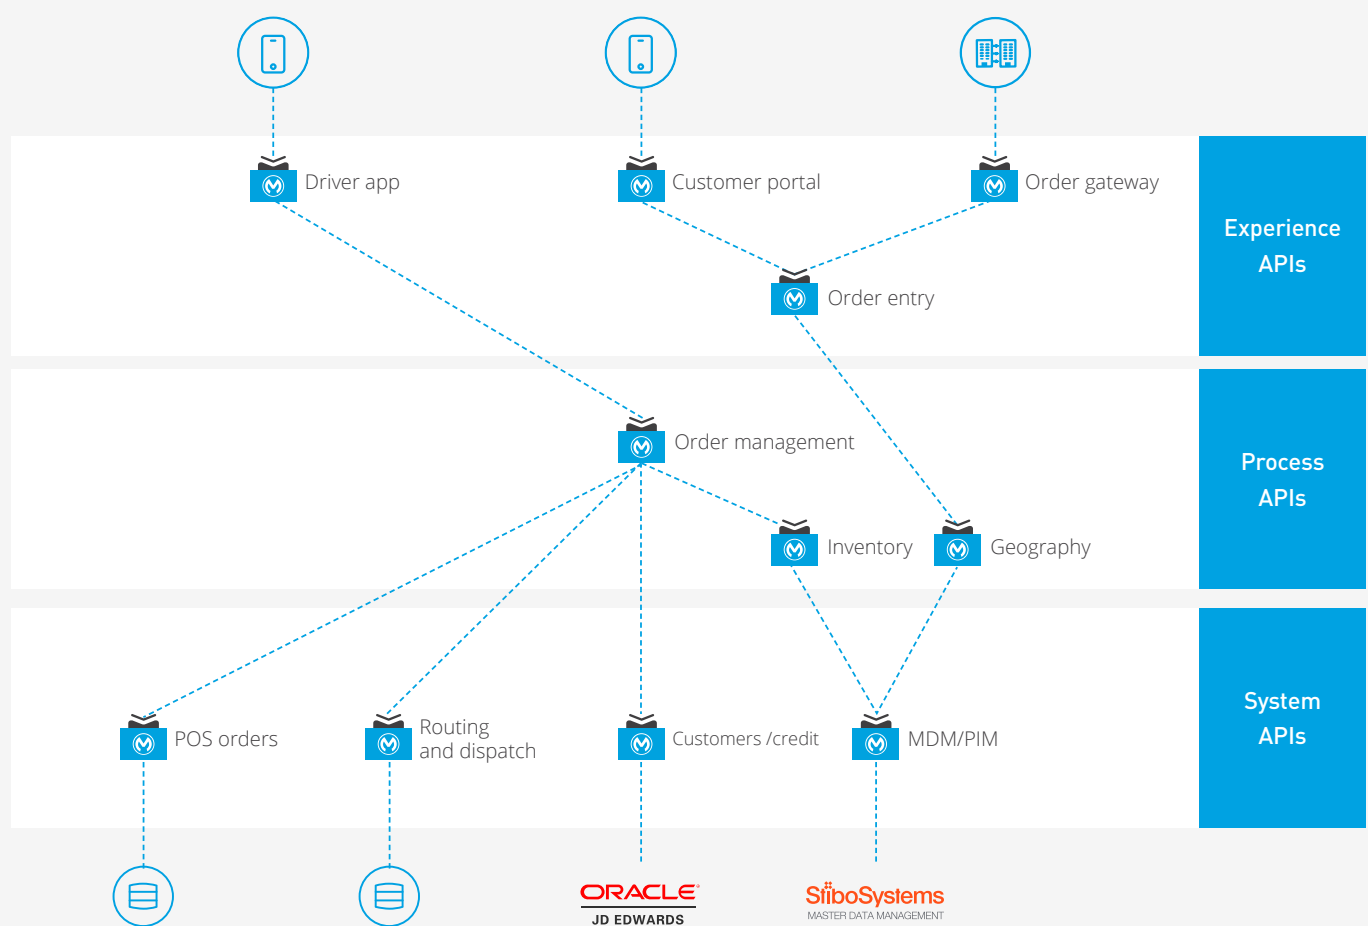 Driver app
Customer portal
Order gateway
Experience
APIs
Order entry
Order management
Process
APIs
Inventory
Geography
System
APIs
POS orders
Routing
and dispatch
Customers /credit
MDM/PIM
ORACLE
JD EDWARDS
StiboSystems
MASTER DATA MANAGEMENT